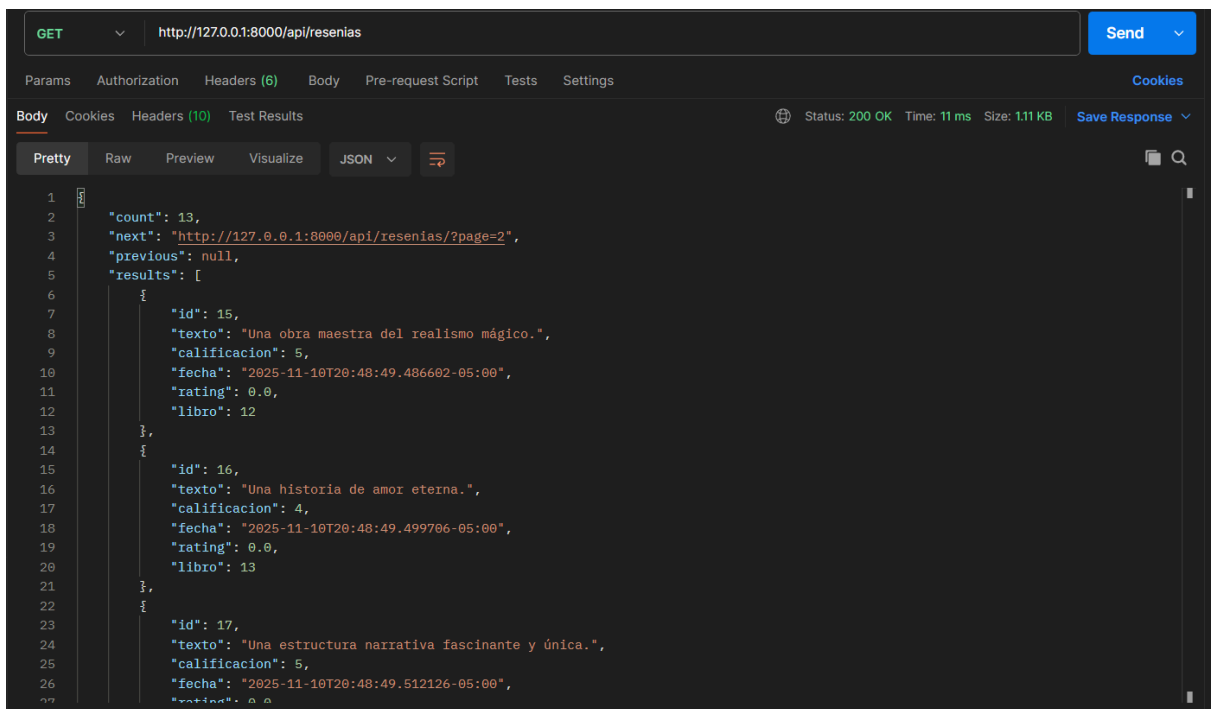 GET http://127.0.0.1:8000/api/resenias Send
Params Authorization Headers (6) Body Pre-request Script Tests Settings Cookies
Body Cookies Headers (10) Test Results Status: 200 OK Time: 11 ms Size: 1.11 KB Save Response
Pretty Raw Preview Visualize JSON
1 {
2 "count": 13,
3 "next": "http://127.0.0.1:8000/api/resenias/?page=2",
4 "previous": null,
5 "results": [
6 {
7 "id": 15,
8 "texto": "Una obra maestra del realismo mágico.",
9 "calificacion": 5,
10 "fecha": "2025-11-10T20:48:49.486602-05:00",
11 "rating": 0.0,
12 "libro": 12
13 },
14 {
15 "id": 16,
16 "texto": "Una historia de amor eterna.",
17 "calificacion": 4,
18 "fecha": "2025-11-10T20:48:49.499706-05:00",
19 "rating": 0.0,
20 "libro": 13
21 },
22 {
23 "id": 17,
24 "texto": "Una estructura narrativa fascinante y única.",
25 "calificacion": 5,
26 "fecha": "2025-11-10T20:48:49.512126-05:00",
27 "rating": 0.0